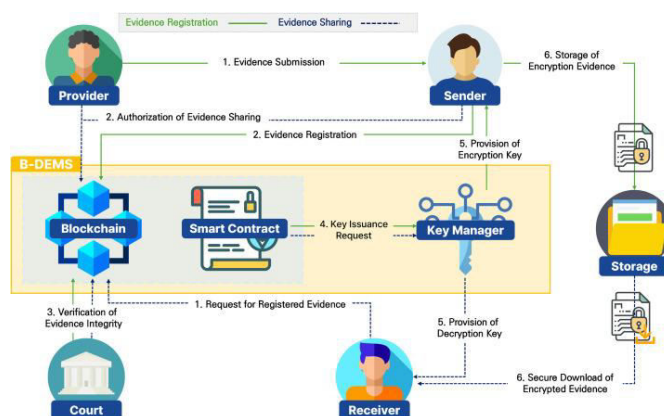 Evidence Registration
Evidence Sharing
1. Evidence Submission
6. Storage of
Encryption Evidence
Provider
Sender
2. Authorization of Evidence Sharing
2. Evidence Registration
5. Provision of
Encryption Key
B-DEMS
Blockchain
Smart Contract
4. Key Issuance
Request
Key Manager
Storage
1. Request for Registered Evidence
3. Verification of
Evidence Integrity
5. Provision of
Decryption Key
6. Secure Download of
Encrypted Evidence
Court
Receiver